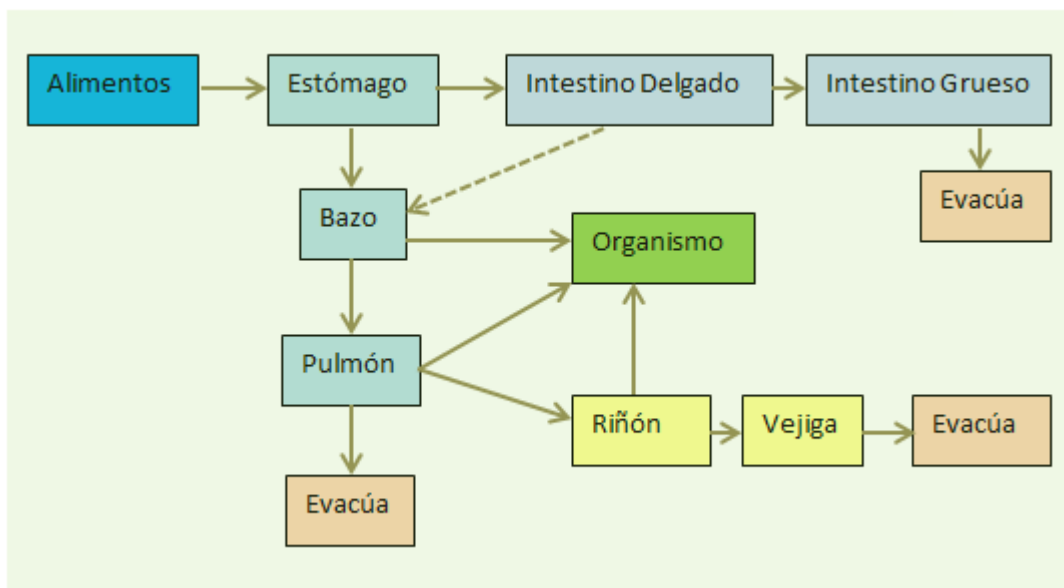 Alimentos
Estómago
Intestino Delgado
Intestino Grueso
Evacúa
Bazo
Organismo
Pulmón
Riñón
Vejiga
Evacúa
Evacúa